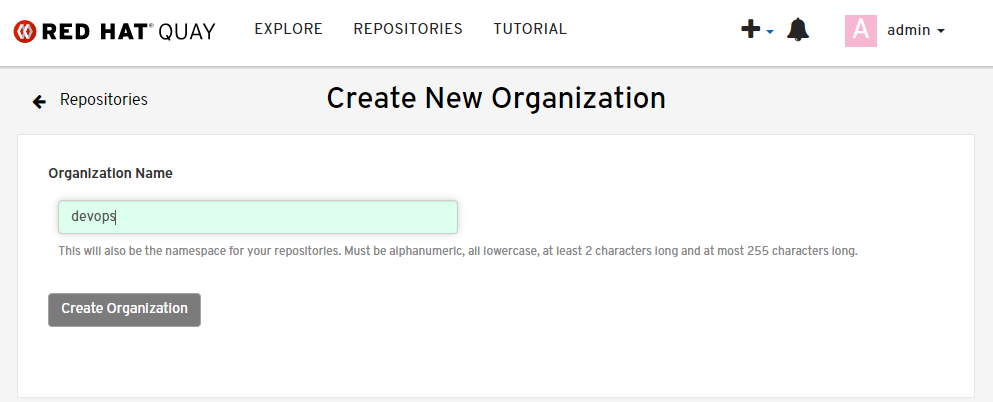 RED HAT® QUAY EXPLORE REPOSITORIES TUTORIAL A admin
Repositories Create New Organization
Organization Name
devops
This will also be the namespace for your repositories. Must be alphanumeric, all lowercase, at least 2 characters long and at most 255 characters long.
Create Organization